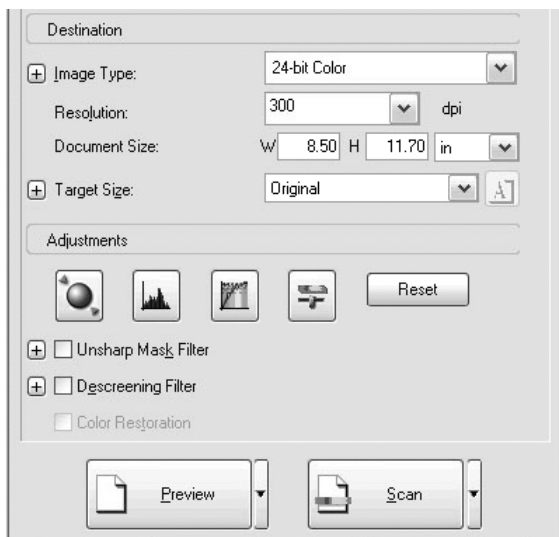 Destination
Image Type: 24-bit Color
Resolution: 300 dpi
Document Size: W 8.50 H 11.70 in
Target Size: Original A
Adjustments
Reset
Unsharp Mask Filter
Descreening Filter
Color Restoration
Preview Scan